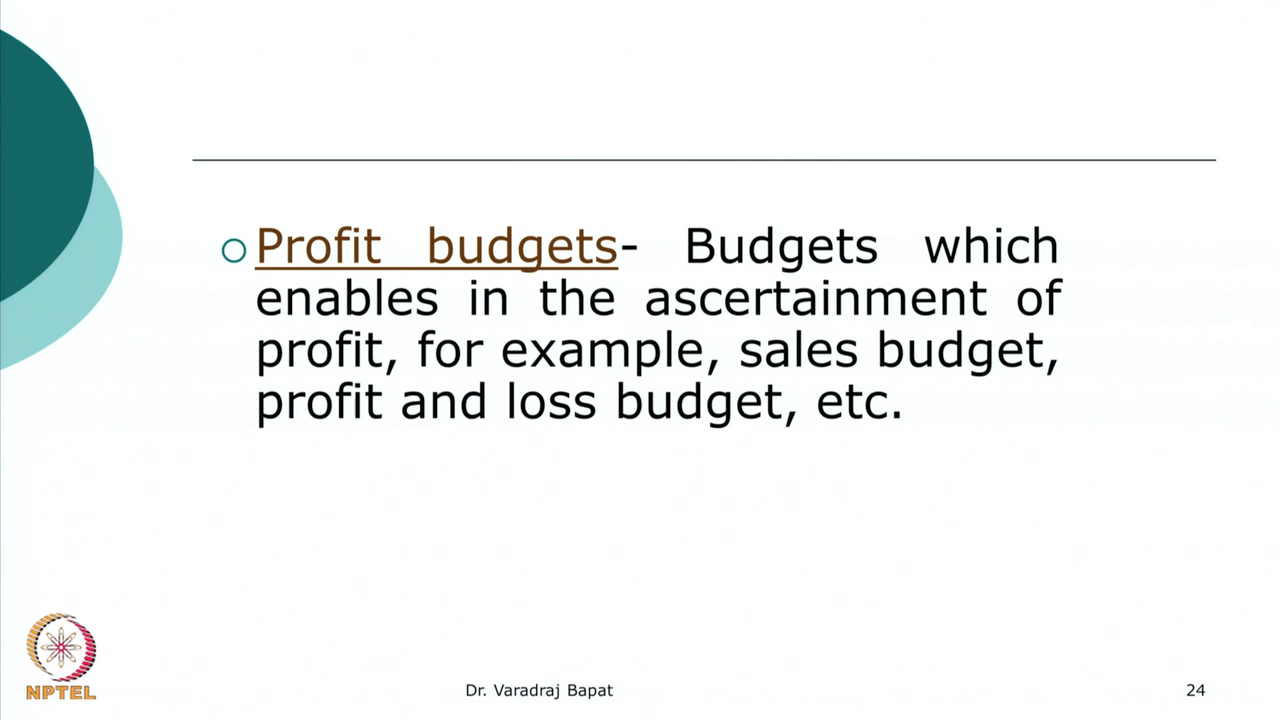 Profit budgets- Budgets which
enables in the ascertainment of
profit, for example, sales budget,
profit and loss budget, etc.
NPTEL
Dr. Varadraj Bapat
24